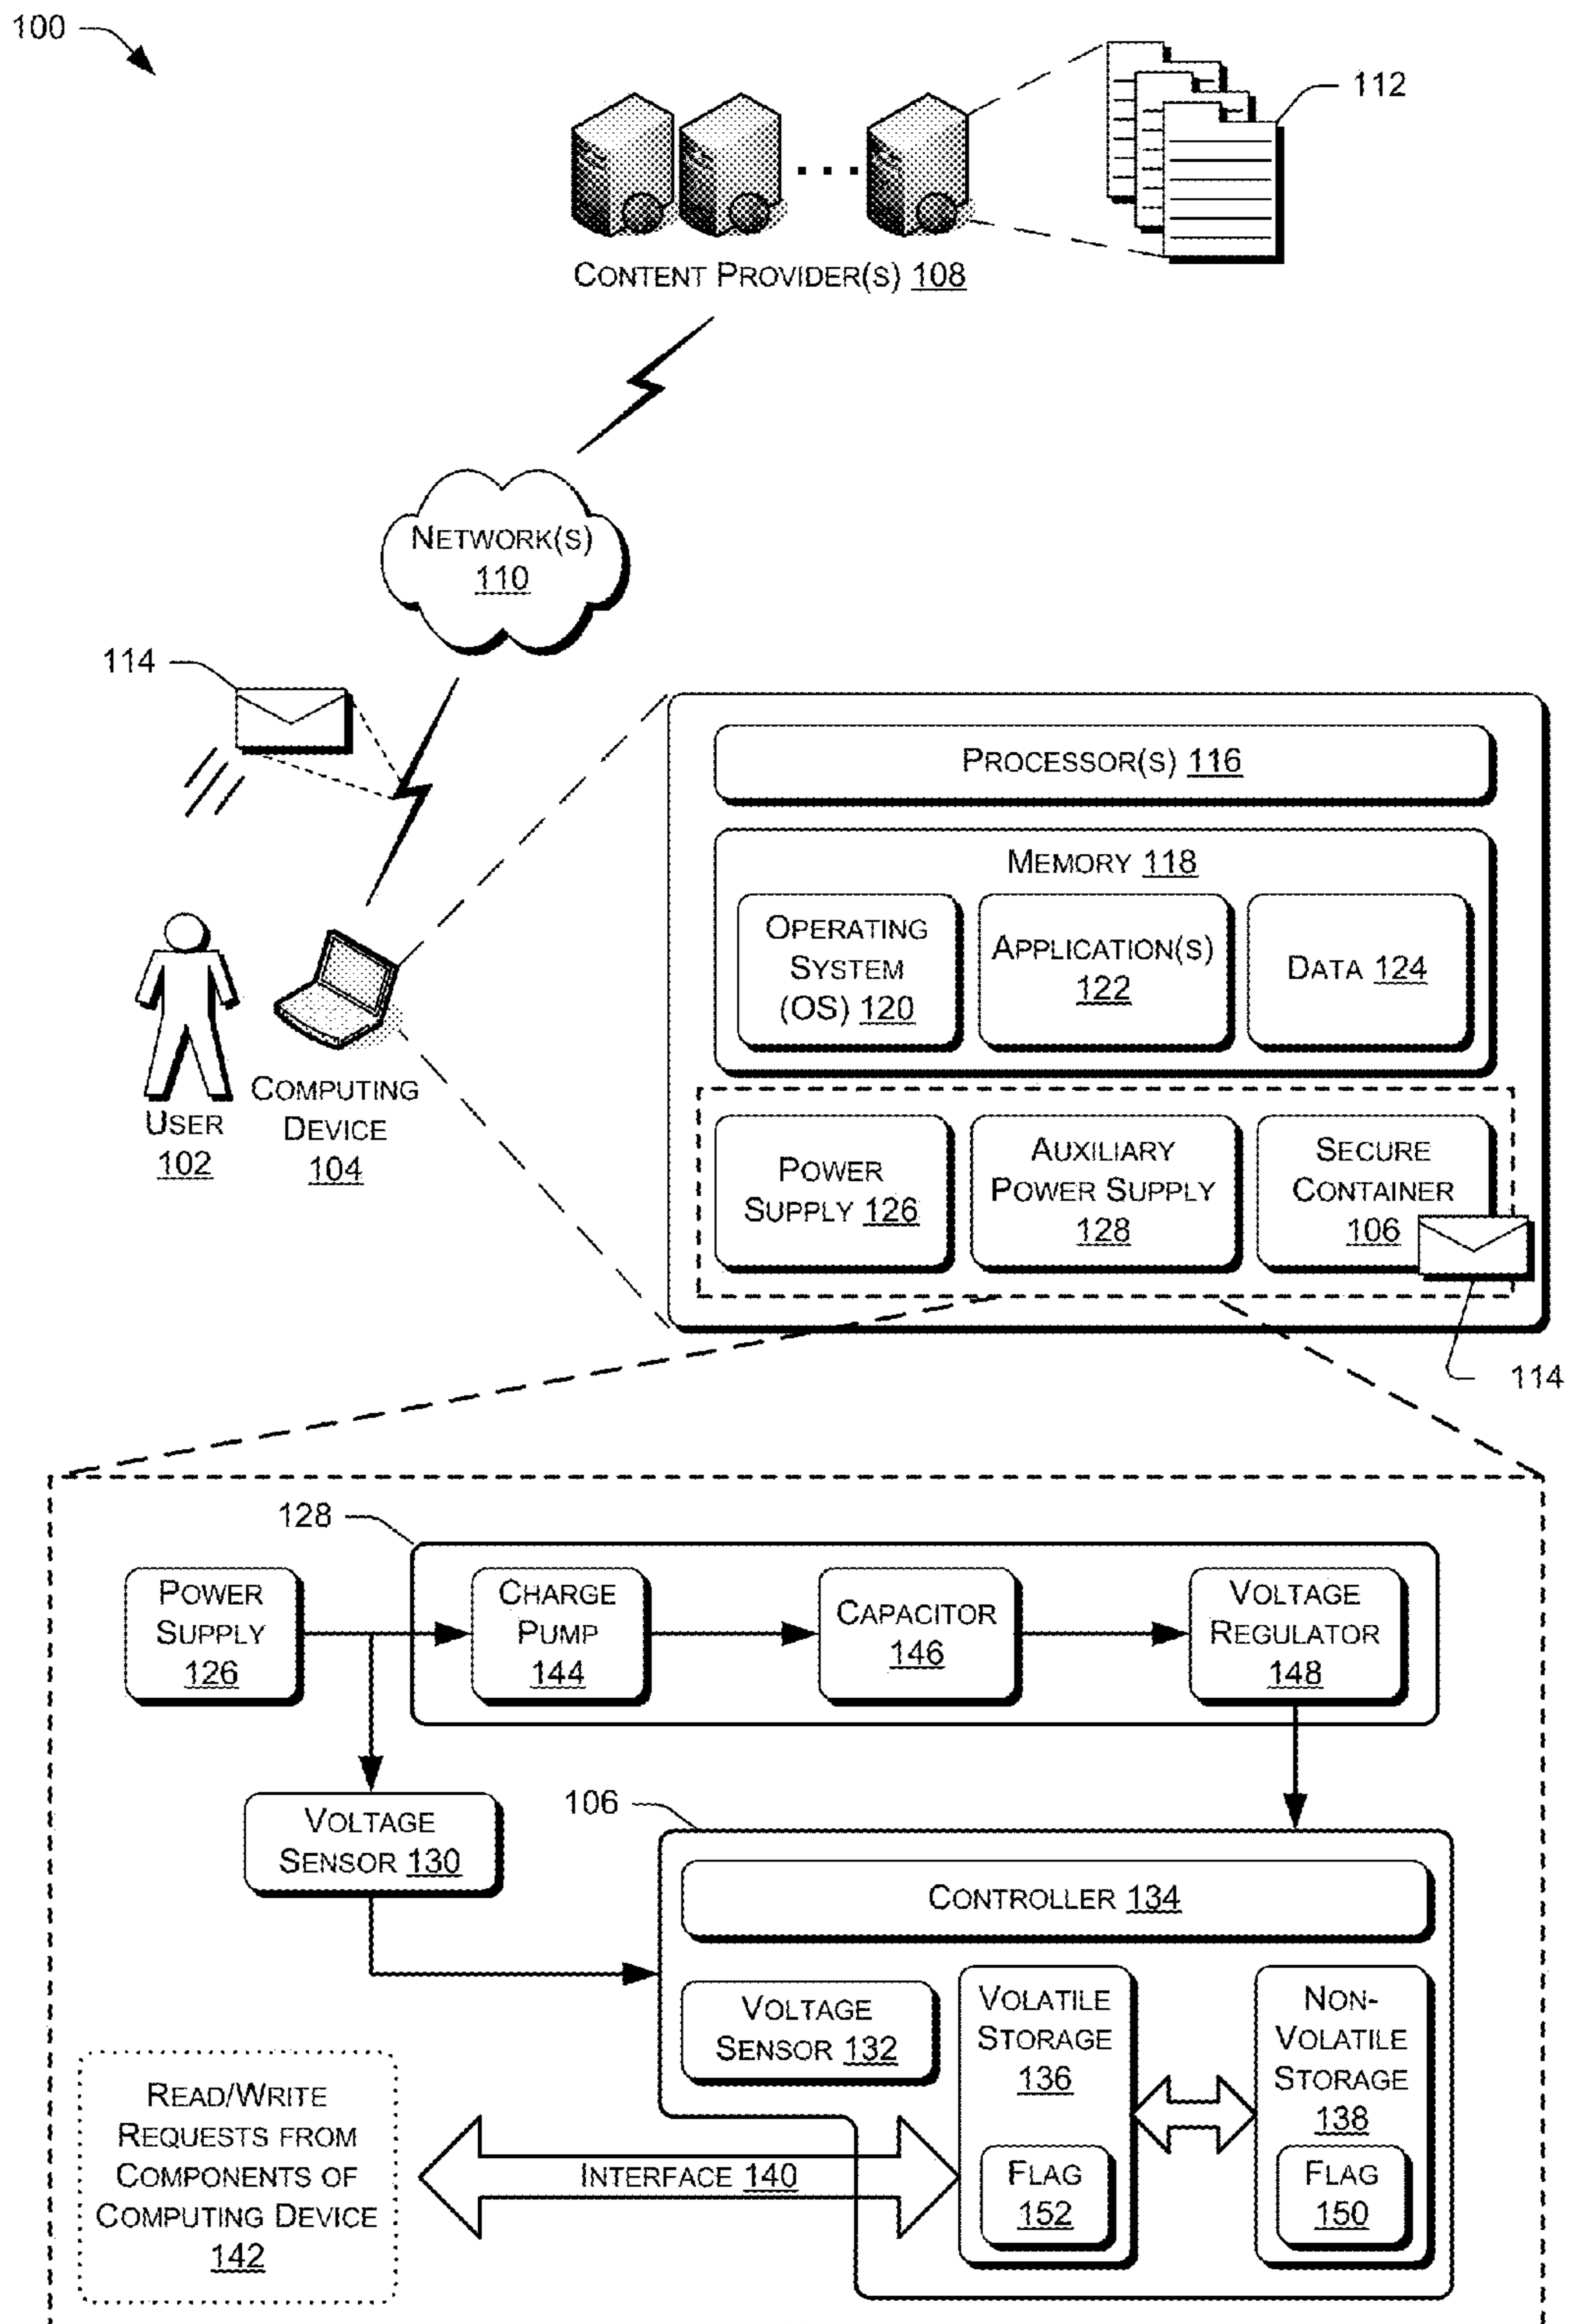 100
112
CONTENT PROVIDER(S) 108
NETWORK(S)
110
114
PROCESSOR(S) 116
MEMORY 118
OPERATING
SYSTEM
(OS) 120
APPLICATION(S)
122
DATA 124
USER
102
COMPUTING
DEVICE
104
POWER
SUPPLY 126
AUXILIARY
POWER SUPPLY
128
SECURE
CONTAINER
106
114
128
POWER
SUPPLY
126
CHARGE
PUMP
144
CAPACITOR
146
VOLTAGE
REGULATOR
148
VOLTAGE
SENSOR 130
106
CONTROLLER 134
VOLTAGE
SENSOR 132
VOLATILE
STORAGE
136
FLAG
152
NON-
VOLATILE
STORAGE
138
FLAG
150
INTERFACE 140
READ/WRITE
REQUESTS FROM
COMPONENTS OF
COMPUTING DEVICE
142